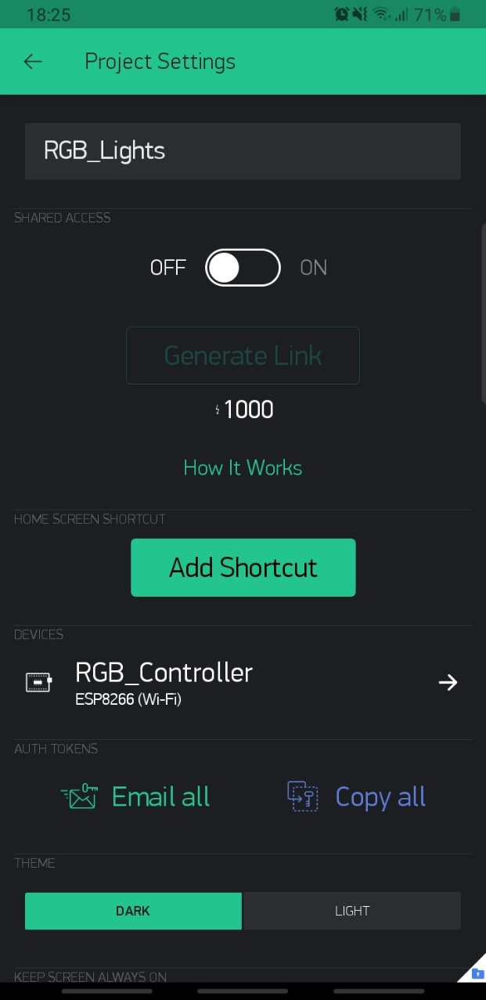 18:25
71%
Project Settings
RGB_Lights
SHARED ACCESS
OFF ON
Generate Link
1000
How It Works
HOME SCREEN SHORTCUT
Add Shortcut
DEVICES
RGB_Controller
ESP8266 (Wi-Fi)
AUTH TOKENS
Email all
Copy all
THEME
DARK
LIGHT
KEEP SCREEN ALWAYS ON